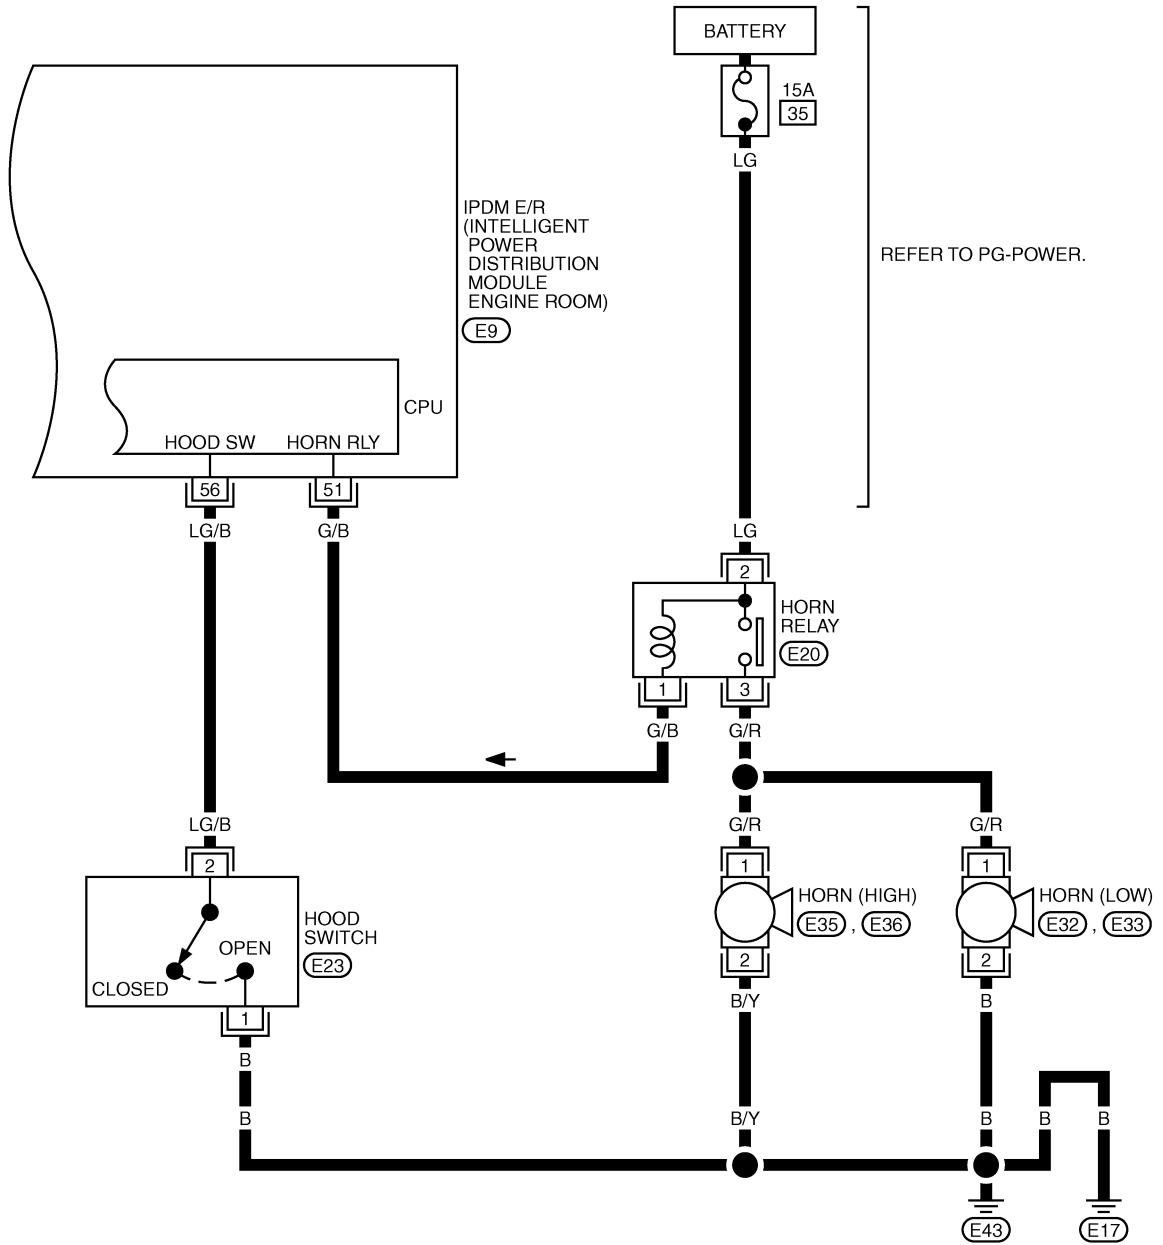 BATTERY
15A
35
LG
IPDM E/R
(INTELLIGENT
POWER
DISTRIBUTION
MODULE
ENGINE ROOM)
E9
REFER TO PG-POWER.
CPU
HOOD SW
HORN RLY
56
51
LG/B
G/B
LG
2
HORN
RELAY
E20
1
3
G/B
G/R
LG/B
G/R
G/R
2
1
1
HORN (HIGH)
E35 , E36
HORN (LOW)
E32 , E33
HOOD
SWITCH
E23
OPEN
CLOSED
2
2
1
B/Y
B
B
B
B/Y
B
B
B
E43
E17